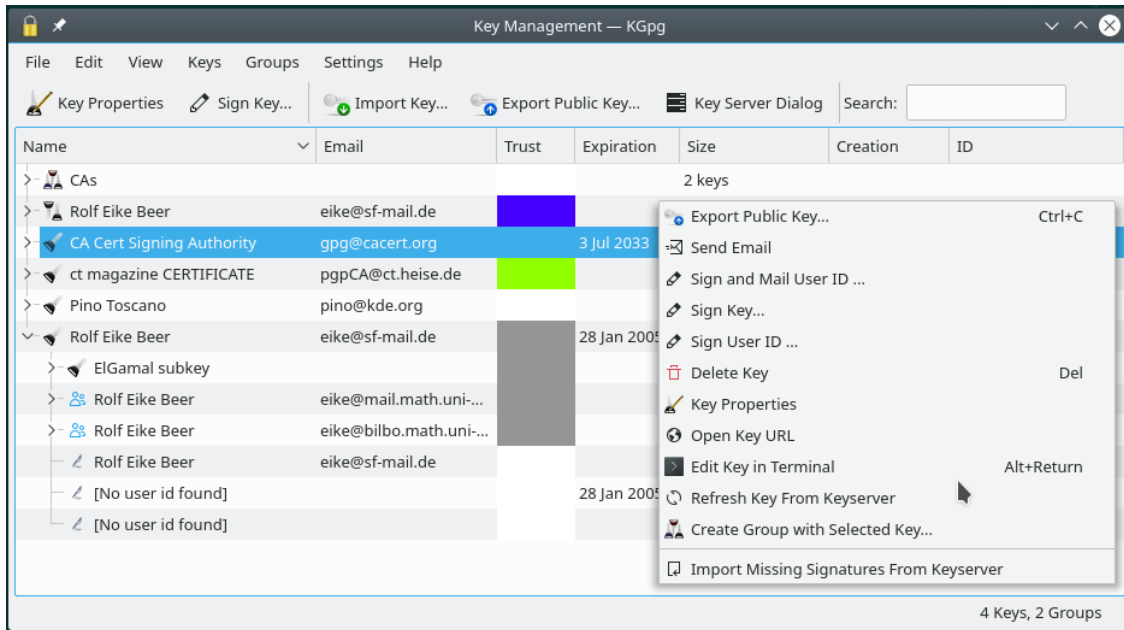 Key Management — KGpg
File Edit View Keys Groups Settings Help
Key Properties Sign Key... Import Key... Export Public Key... Key Server Dialog Search:
Name Email Trust Expiration Size Creation ID
CAs 2 keys
Rolf Eike Beer eike@sf-mail.de
CA Cert Signing Authority gpg@cacert.org 3 Jul 2033
ct magazine CERTIFICATE pgpCA@ct.heise.de
Pino Toscano pino@kde.org
Rolf Eike Beer eike@sf-mail.de 28 Jan 2005
ElGamal subkey
Rolf Eike Beer eike@mail.math.uni-...
Rolf Eike Beer eike@bilbo.math.uni-...
Rolf Eike Beer eike@sf-mail.de
[No user id found] 28 Jan 2005
[No user id found]
Export Public Key... Ctrl+C
Send Email
Sign and Mail User ID ...
Sign Key...
Sign User ID ...
Delete Key Del
Key Properties
Open Key URL
Edit Key in Terminal Alt+Return
Refresh Key From Keyserver
Create Group with Selected Key...
Import Missing Signatures From Keyserver
4 Keys, 2 Groups